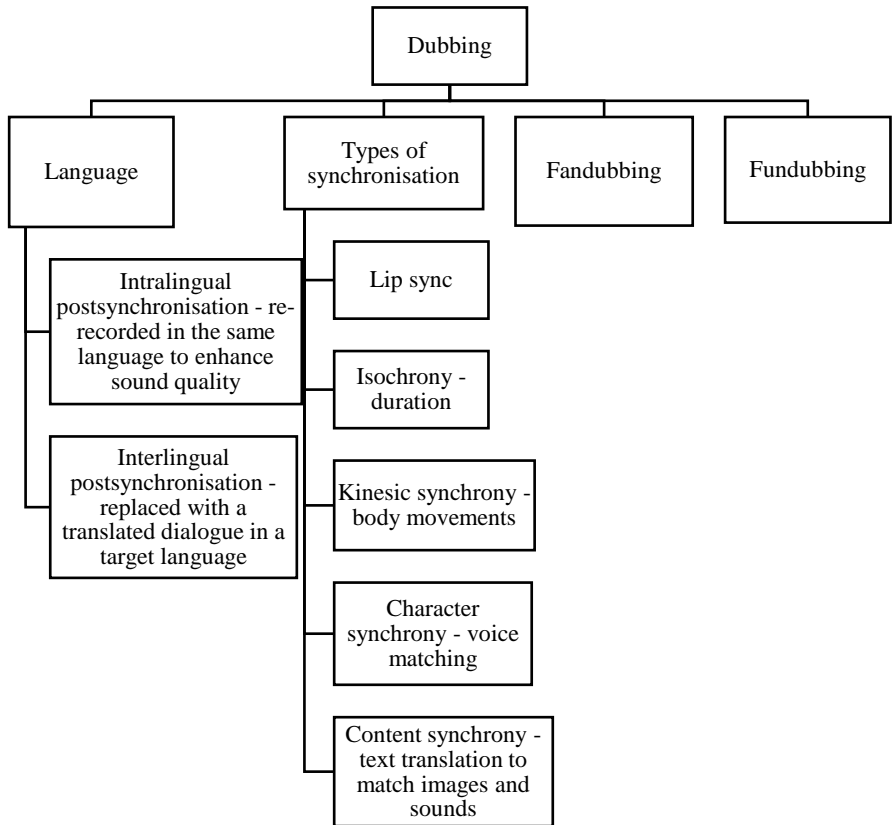 Dubbing
Language
Types of
synchronisation
Fandubbing
Fundubbing
Intralingual
postsynchronisation - re-
recorded in the same
language to enhance
sound quality
Interlingual
postsynchronisation -
replaced with a
translated dialogue in a
target language
Lip sync
Isochrony -
duration
Kinesic synchrony -
body movements
Character
synchrony - voice
matching
Content synchrony -
text translation to
match images and
sounds